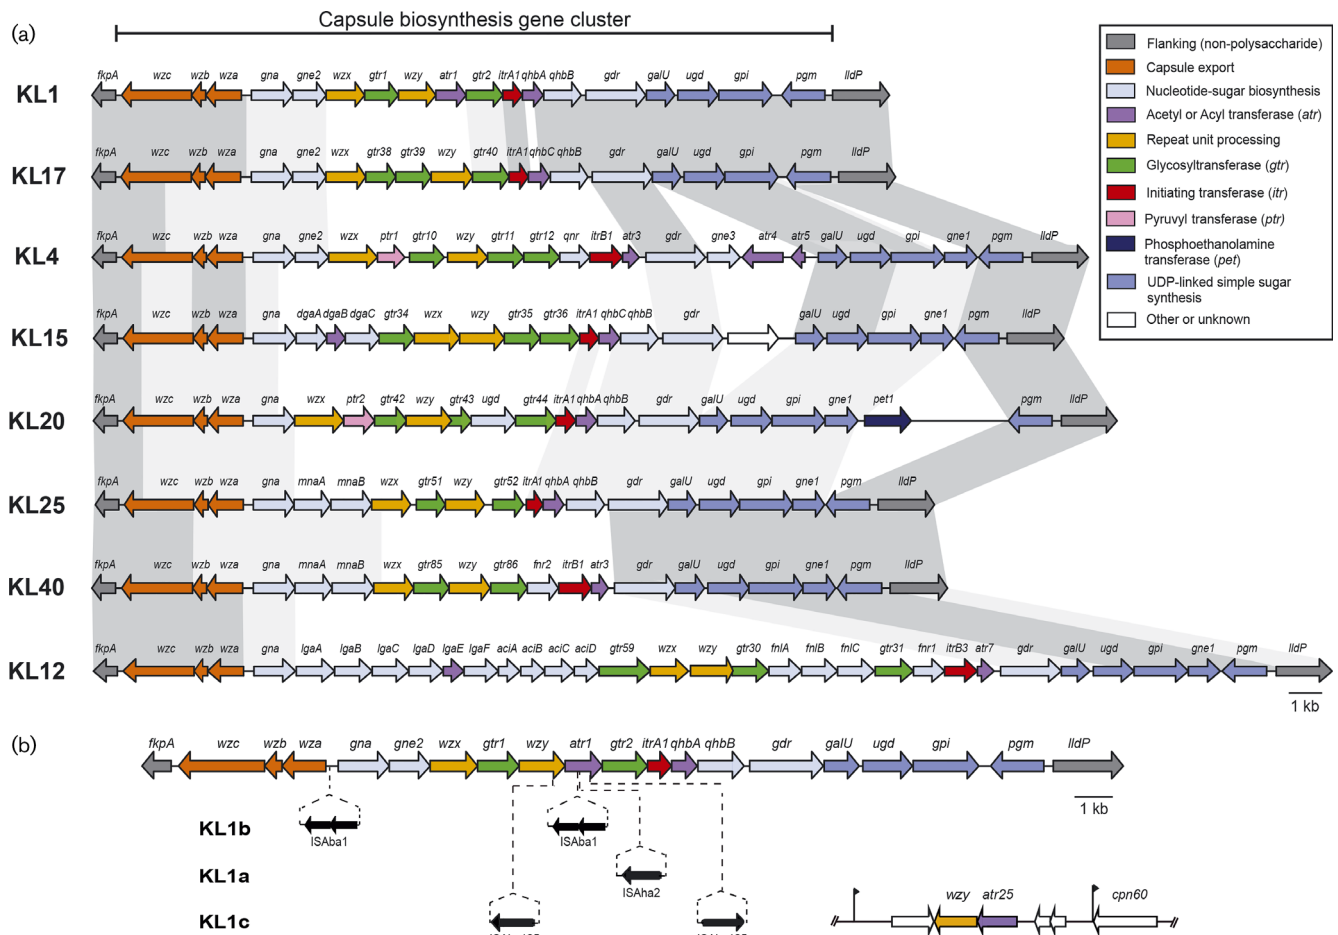 (a)
Capsule biosynthesis gene cluster
KL1
fkpA wzc wzb wza gna gne2 wzx gtr1 wzy atr1 gtr2 itrA1 qhbA qhbB gdr galU ugd gpi pgm lldP
KL17
fkpA wzc wzb wza gna gne2 wzx gtr38 gtr39 wzy gtr40 itrA1 qhbC qhbB gdr galU ugd gpi pgm lldP
KL4
fkpA wzc wzb wza gna gne2 wzx ptr1 gtr10 wzy gtr11 gtr12 qnr itrB1 atr3 gdr gne3 atr4 atr5 galU ugd gpi gne1 pgm lldP
KL15
fkpA wzc wzb wza gna dgaA dgaB dgaC gtr34 wzx wzy gtr35 gtr36 itrA1 qhbC qhbB gdr galU ugd gpi gne1 pgm lldP
KL20
fkpA wzc wzb wza gna wzx ptr2 gtr42 wzy gtr43 ugd gtr44 itrA1 qhbA qhbB gdr galU ugd gpi gne1 pet1 pgm lldP
KL25
fkpA wzc wzb wza gna mnaA mnaB wzx gtr51 wzy gtr52 itrA1 qhbA qhbB gdr galU ugd gpi gne1 pgm lldP
KL40
fkpA wzc wzb wza gna mnaA mnaB wzx gtr85 wzy gtr86 fnr2 itrB1 atr3 gdr galU ugd gpi gne1 pgm lldP
KL12
fkpA wzc wzb wza gna lgaA lgaB lgaC lgaD lgaE lgaF aciA aciB aciC aciD gtr59 wzx wzy gtr30 fnlA fnlB fnlC gtr31 fnr1 itrB3 atr7 gdr galU ugd gpi gne1 pgm lldP
1 kb
Flanking (non-polysaccharide)
Capsule export
Nucleotide-sugar biosynthesis
Acetyl or Acyl transferase (atr)
Repeat unit processing
Glycosyltransferase (gtr)
Initiating transferase (itr)
Pyruvyl transferase (ptr)
Phosphoethanolamine
transferase (pet)
UDP-linked simple sugar
synthesis
Other or unknown
(b)
fkpA wzc wzb wza gna gne2 wzx gtr1 wzy atr1 gtr2 itrA1 qhbA qhbB gdr galU ugd gpi pgm lldP
1 kb
KL1b
ISAba1 ISAba1
KL1a
ISAha2
KL1c
wzy atr25 cpn60